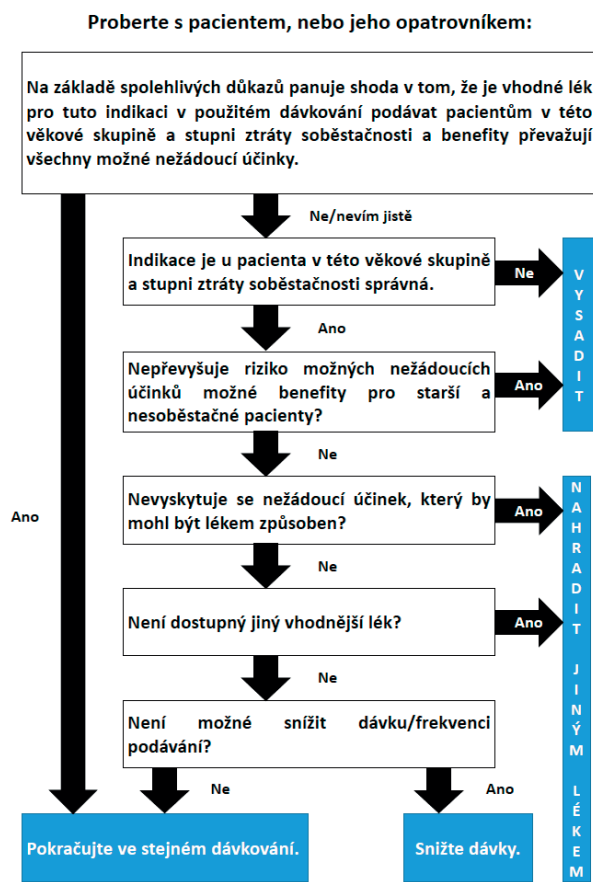 Proberte s pacientem, nebo jeho opatrovníkem:
Na základě spolehlivých důkazů panuje shoda v tom, že je vhodné lék
pro tuto indikaci v použitém dávkování podávat pacientům v této
věkové skupině a stupni ztráty soběstačnosti a benefity převažují
všechny možné nežádoucí účinky.
Ne/nevím jistě
Indikace je u pacienta v této věkové skupině
a stupni ztráty soběstačnosti správná.
Ne
VYSADIT
Ano
Nepřevyšuje riziko možných nežádoucích
účinků možné benefity pro starší a
nesoběstačné pacienty?
Ano
Ne
Nevyskytuje se nežádoucí účinek, který by
mohl být lékem způsoben?
Ano
NAHRADIT JINÝM LÉKEM
Ano
Ne
Není dostupný jiný vhodnější lék?
Ano
Ne
Není možné snížit dávku/frekvenci
podávání?
Ne
Ano
Pokračujte ve stejném dávkování.
Snižte dávky.